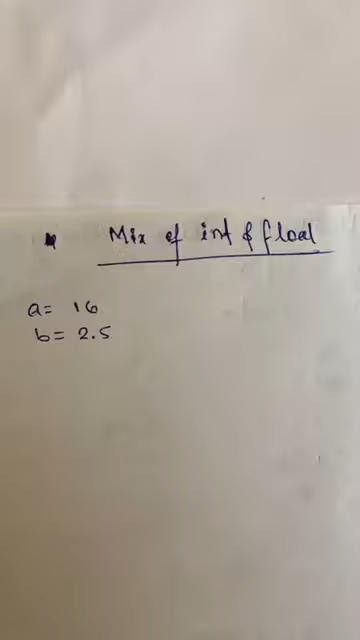 Mix of int & float
a= 16
b= 2.5